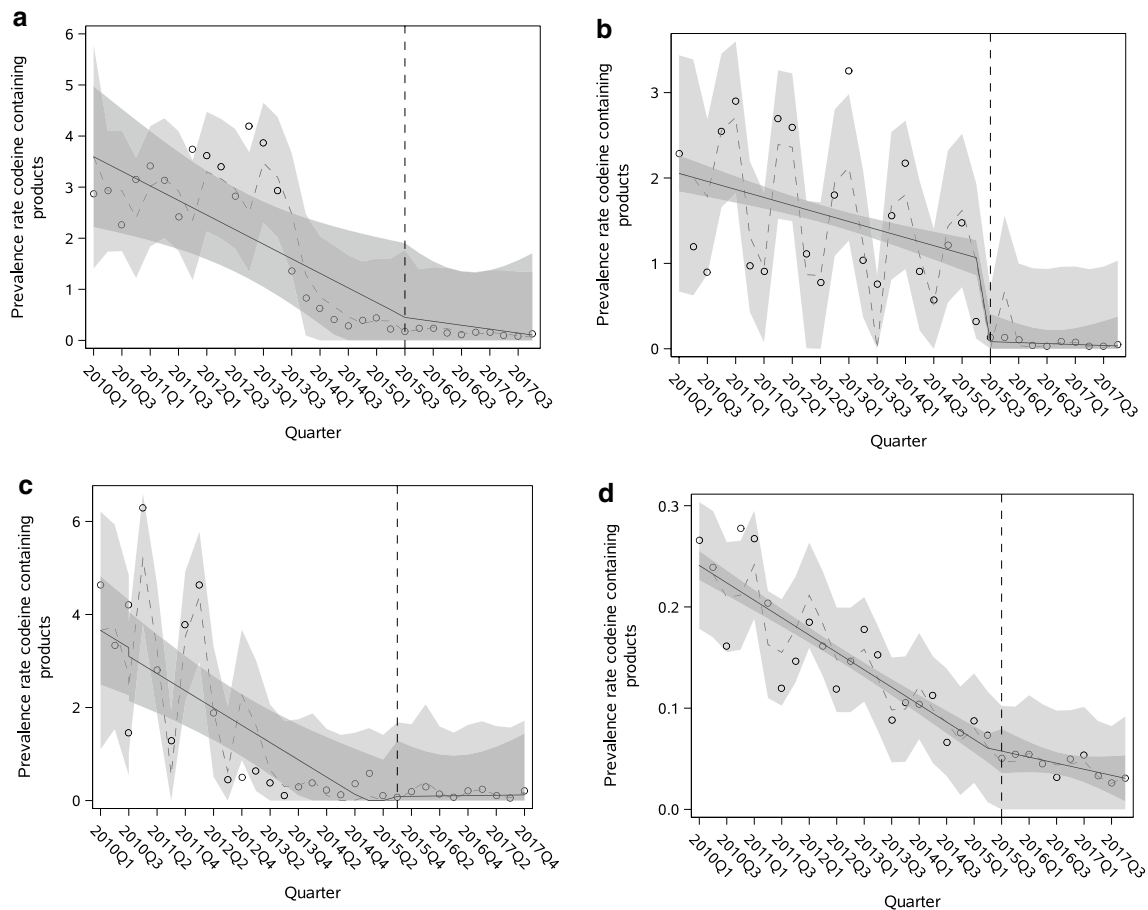 a
Prevalence rate codeine containing
products
6
5
4
3
2
1
0
2010Q1
2010Q3
2011Q1
2011Q3
2012Q1
2012Q3
2013Q1
2013Q3
2014Q1
2014Q3
2015Q1
2015Q3
2016Q1
2016Q3
2017Q1
2017Q3
Quarter
b
Prevalence rate codeine containing
products
3
2
1
0
2010Q1
2010Q3
2011Q1
2011Q3
2012Q1
2012Q3
2013Q1
2013Q3
2014Q1
2014Q3
2015Q1
2015Q3
2016Q1
2016Q3
2017Q1
2017Q3
Quarter
c
Prevalence rate codeine containing
products
6
4
2
0
2010Q1
2010Q3
2011Q2
2011Q4
2012Q2
2012Q4
2013Q2
2013Q4
2014Q2
2014Q4
2015Q2
2015Q4
2016Q2
2016Q4
2017Q2
2017Q4
Quarter
d
Prevalence rate codeine containing
products
0.3
0.2
0.1
0.0
2010Q1
2010Q3
2011Q1
2011Q3
2012Q1
2012Q3
2013Q1
2013Q3
2014Q1
2014Q3
2015Q1
2015Q3
2016Q1
2016Q3
2017Q1
2017Q3
Quarter